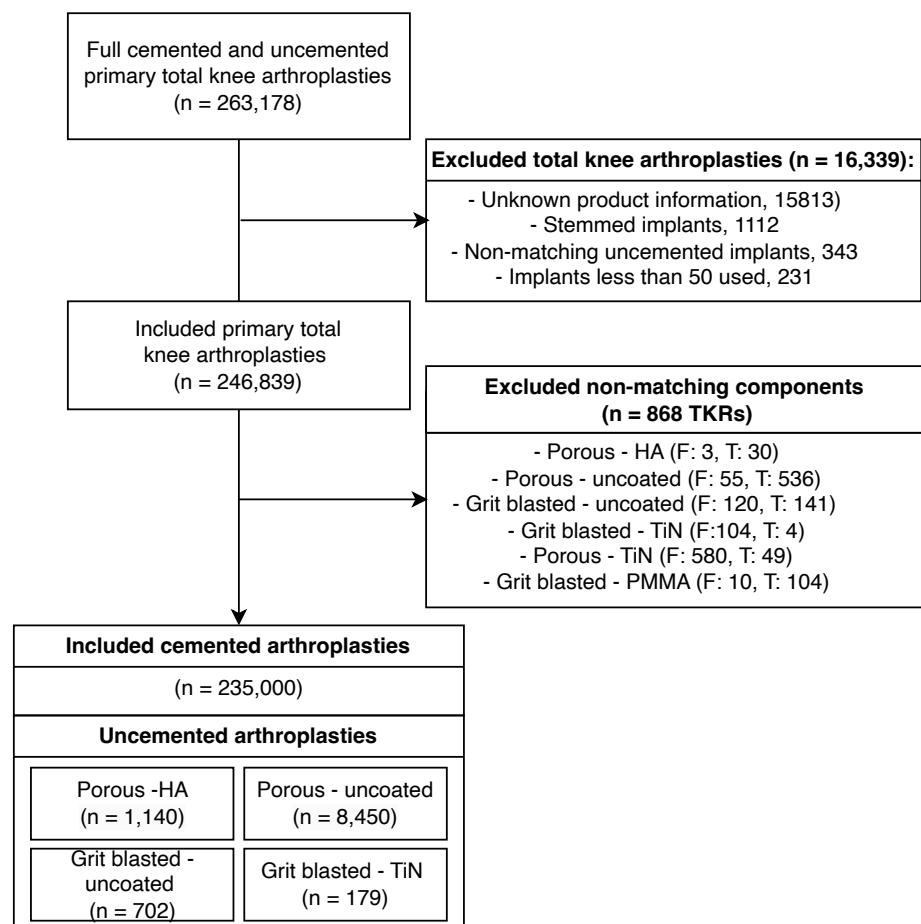 Full cemented and uncemented
primary total knee arthroplasties
(n = 263,178)
Excluded total knee arthroplasties (n = 16,339):
- Unknown product information, 15813)
- Stemmed implants, 1112
- Non-matching uncemented implants, 343
- Implants less than 50 used, 231
Included primary total
knee arthroplasties
(n = 246,839)
Excluded non-matching components
(n = 868 TKRs)
- Porous - HA (F: 3, T: 30)
- Porous - uncoated (F: 55, T: 536)
- Grit blasted - uncoated (F: 120, T: 141)
- Grit blasted - TiN (F:104, T: 4)
- Porous - TiN (F: 580, T: 49)
- Grit blasted - PMMA (F: 10, T: 104)
Included cemented arthroplasties
(n = 235,000)
Uncemented arthroplasties
Porous -HA
(n = 1,140)
Porous - uncoated
(n = 8,450)
Grit blasted -
uncoated
(n = 702)
Grit blasted - TiN
(n = 179)